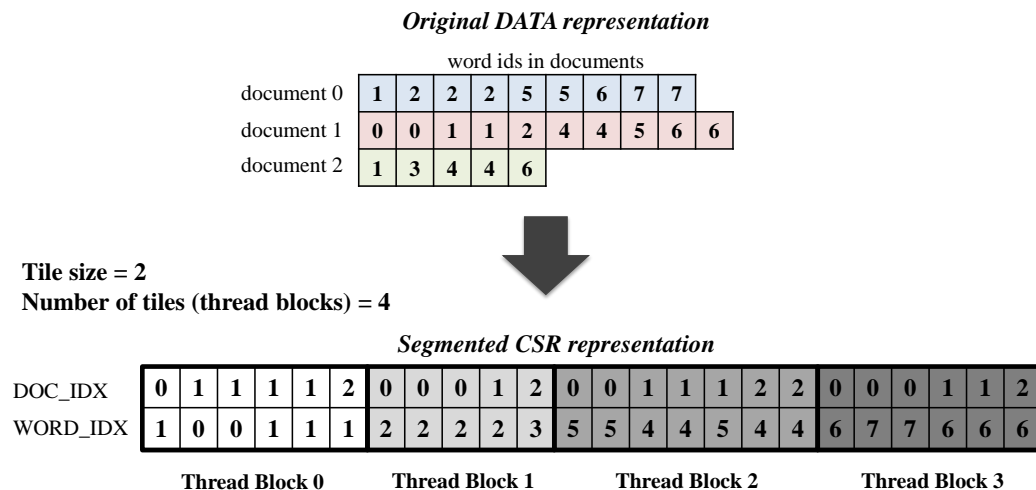 Original DATA representation
word ids in documents
document 0 1 2 2 2 5 5 6 7 7
document 1 0 0 1 1 2 4 4 5 6 6
document 2 1 3 4 4 6
Tile size = 2
Number of tiles (thread blocks) = 4
Segmented CSR representation
DOC_IDX 0 1 1 1 1 2 0 0 0 1 2 0 0 1 1 1 2 2 0 0 0 1 1 2
WORD_IDX 1 0 0 1 1 1 2 2 2 2 3 5 5 4 4 5 4 4 6 7 7 6 6 6
Thread Block 0 Thread Block 1 Thread Block 2 Thread Block 3